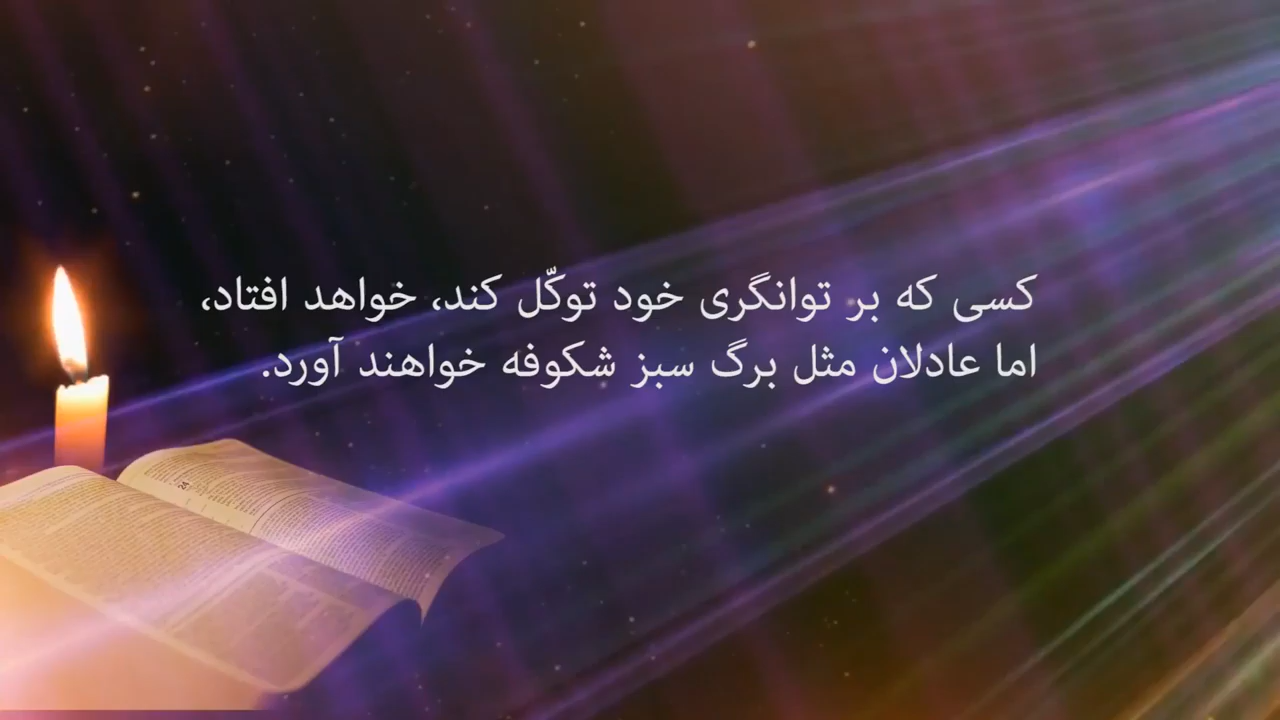 کسی که بر توانگری خود توکّل کند، خواهد افتاد،
اما عادلان مثل برگ سبز شکوفه خواهند آورد.